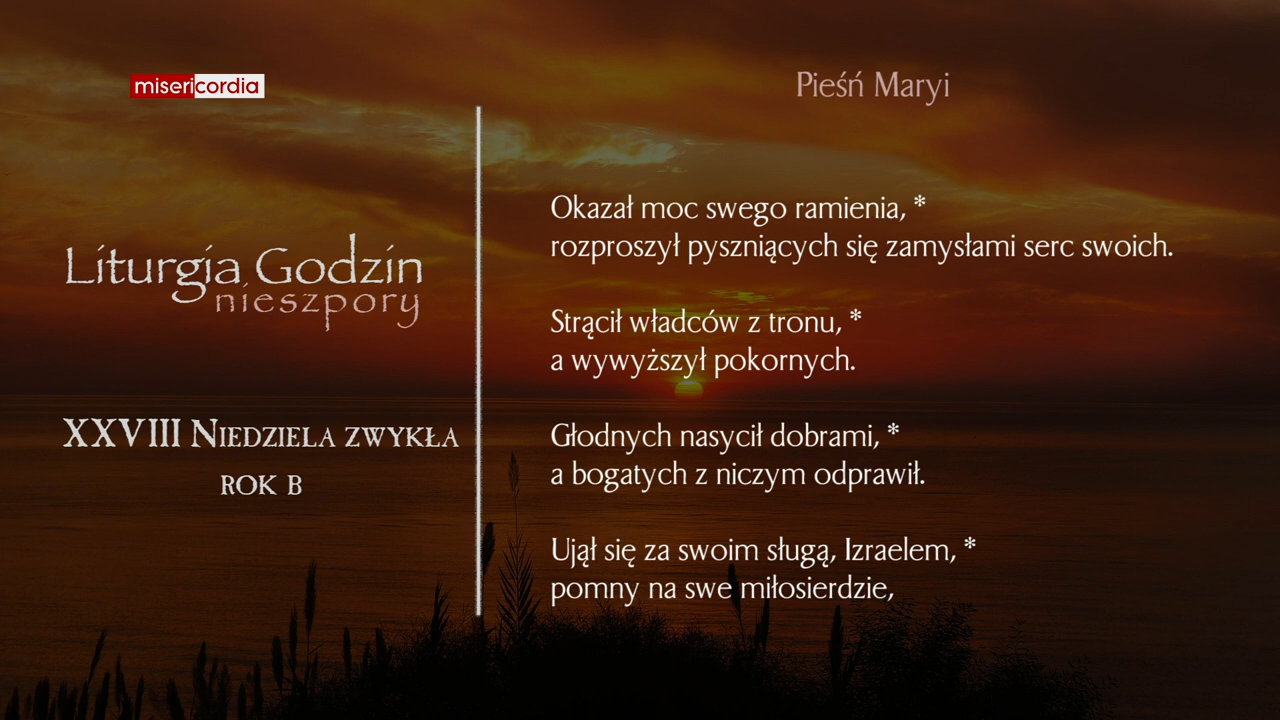 misericordia
Liturgia Godzin
nieszpory
XXVIII Niedziela zwykła
rok B
Pieśń Maryi
Okazał moc swego ramienia, *
rozproszył pyszniących się zamysłami serc swoich.
Strącił władców z tronu, *
a wywyższył pokornych.
Głodnych nasycił dobrami, *
a bogatych z niczym odprawił.
Ujął się za swoim sługą, Izraelem, *
pomny na swe miłosierdzie,